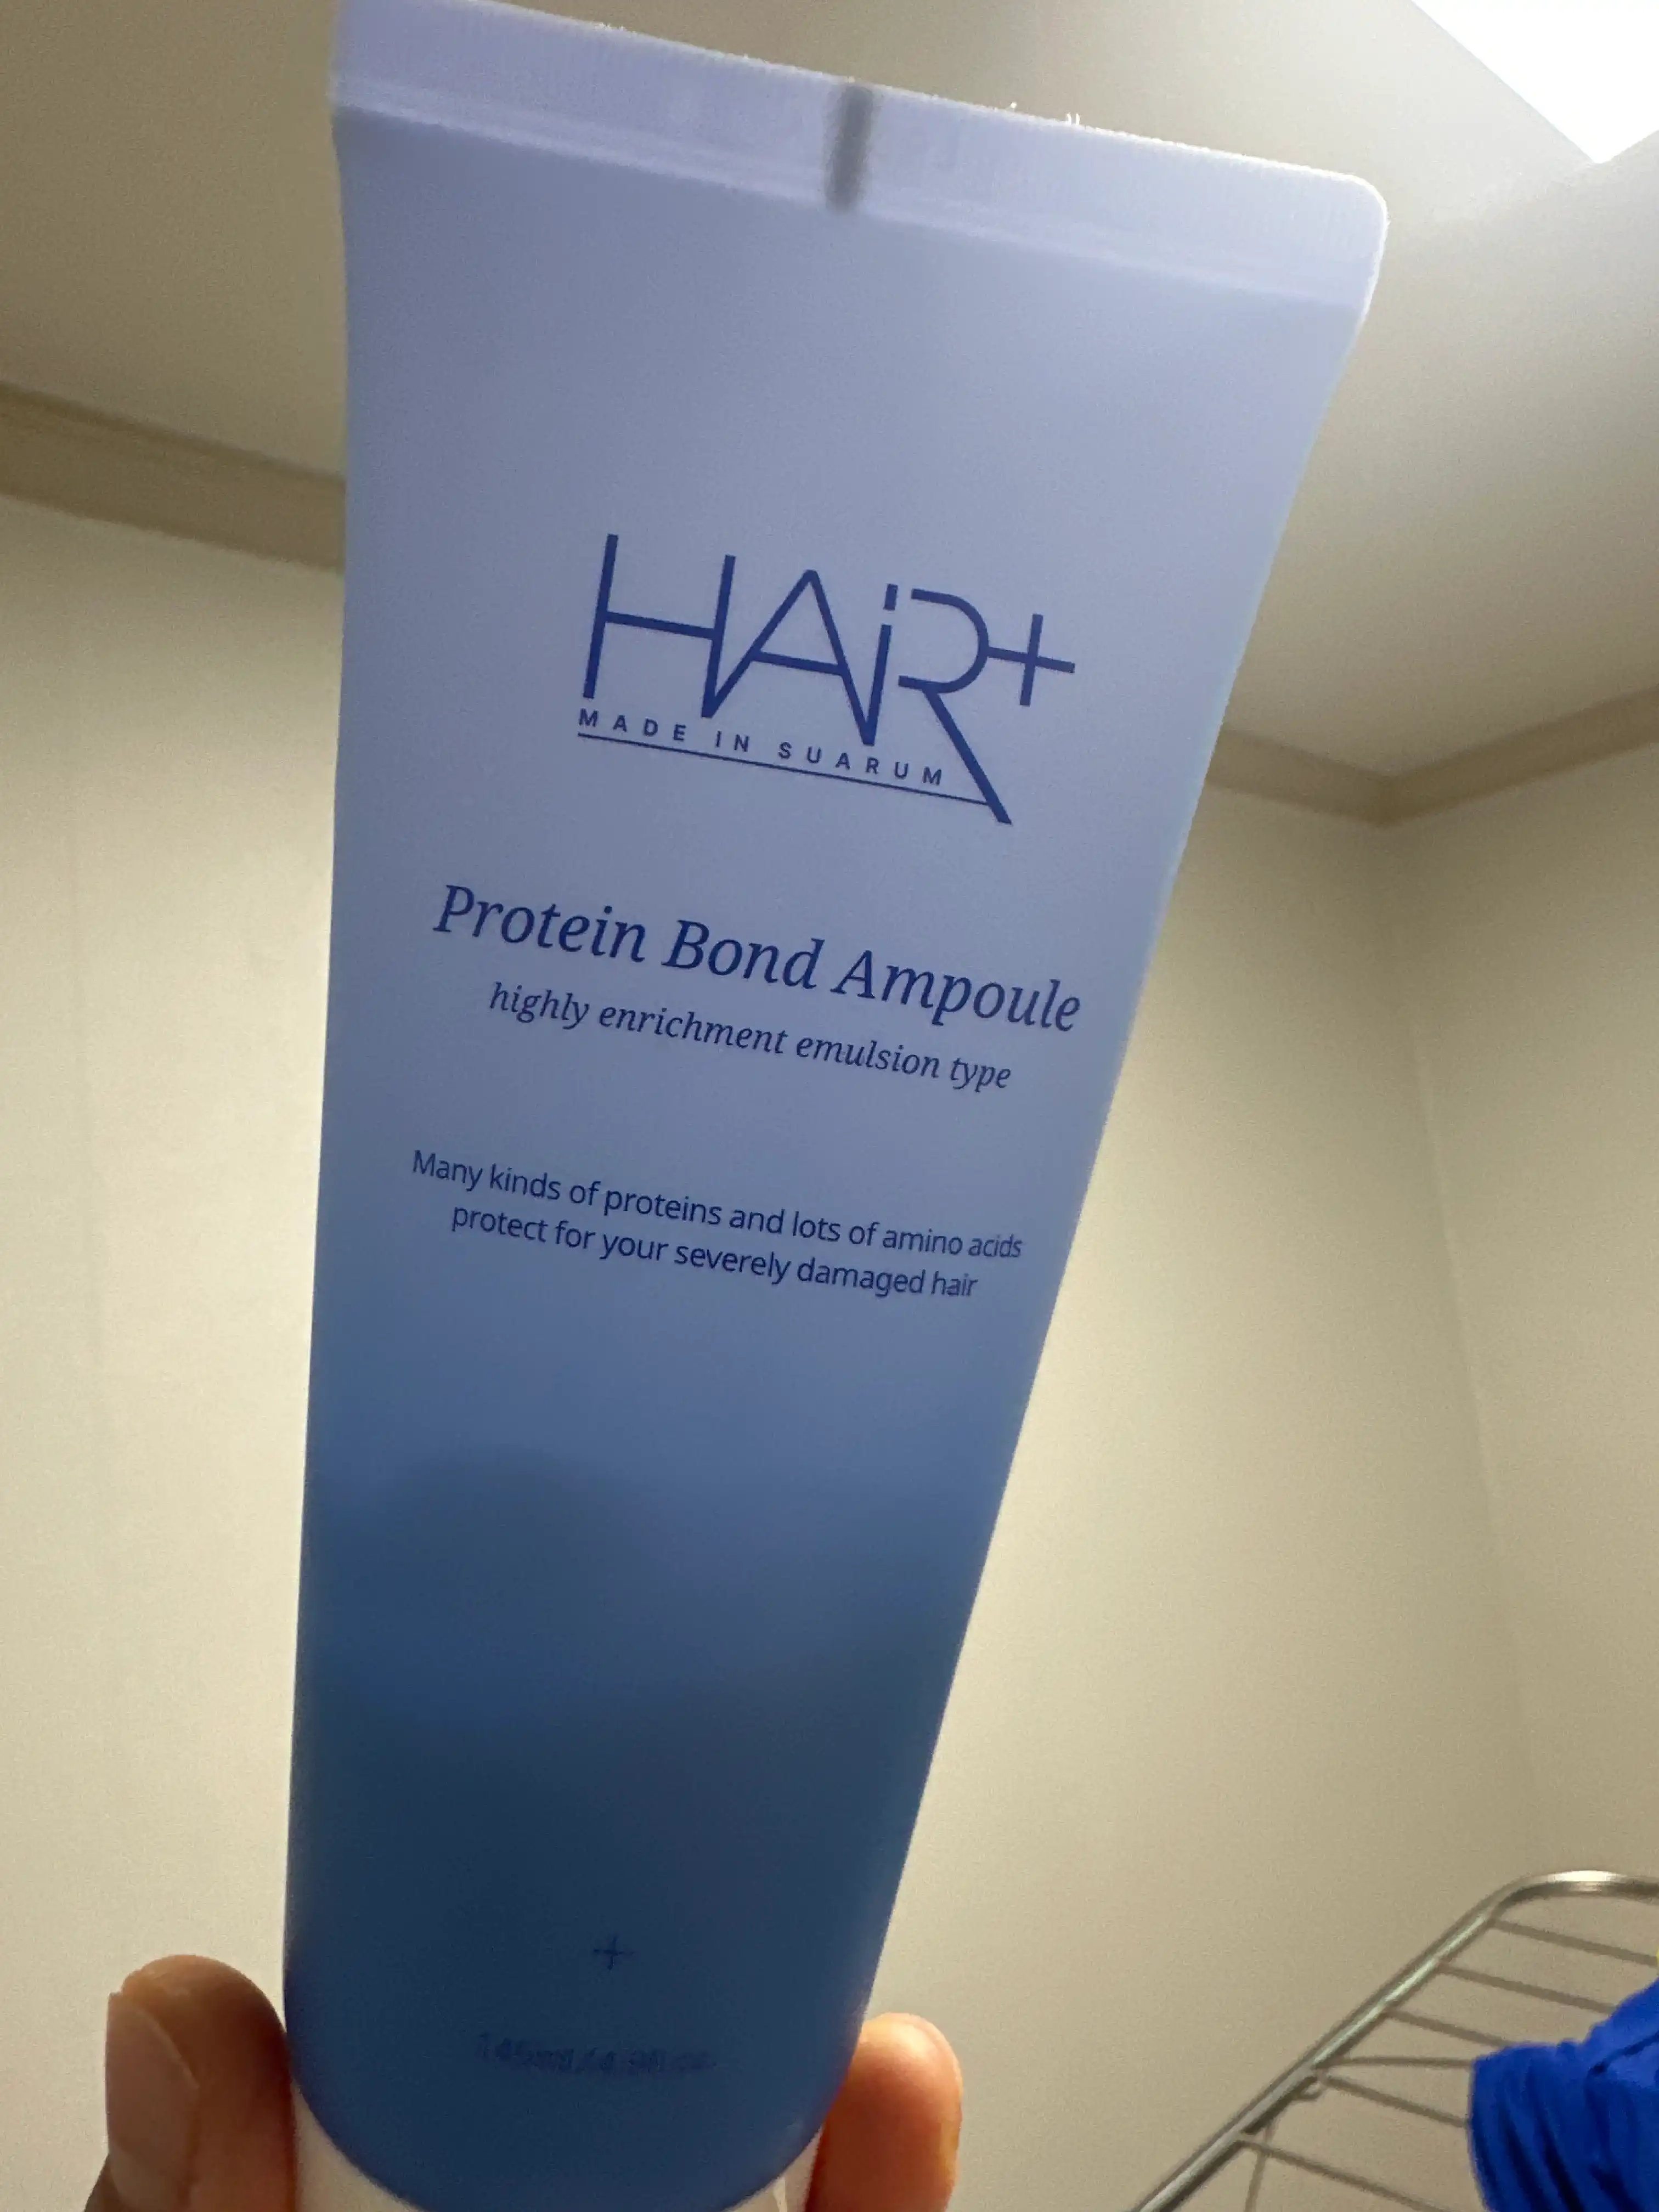 HAiR+
MADE IN SUARUM
Protein Bond Ampoule
highly enrichment emulsion type
Many kinds of proteins and lots of amino acids
protect for your severely damaged hair
+